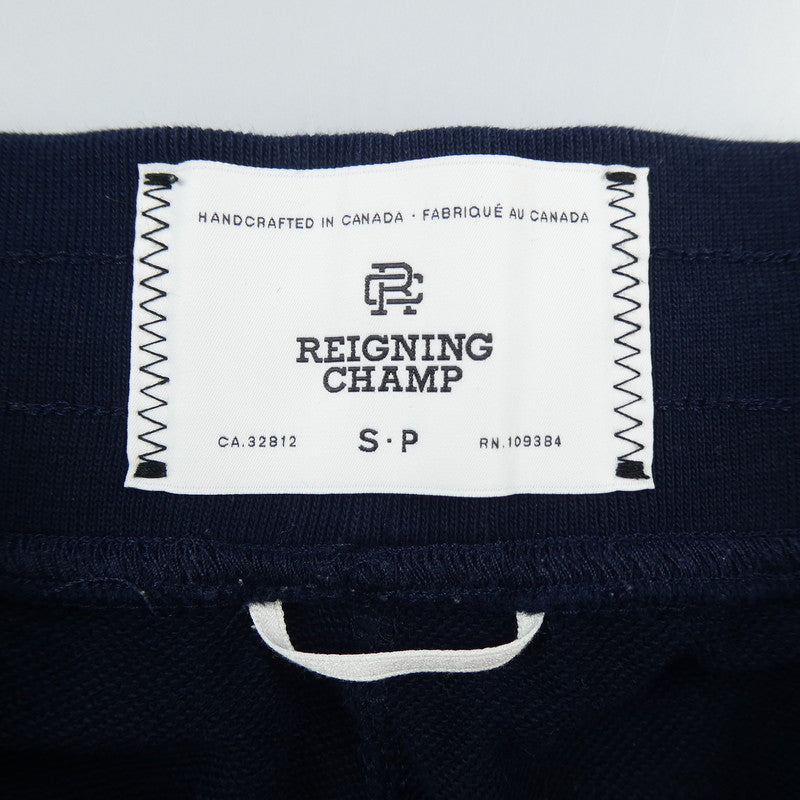 HANDCRAFTED IN CANADA · FABRIQUÉ AU CANADA
RC
REIGNING
CHAMP
CA.32812 S·P RN.109384